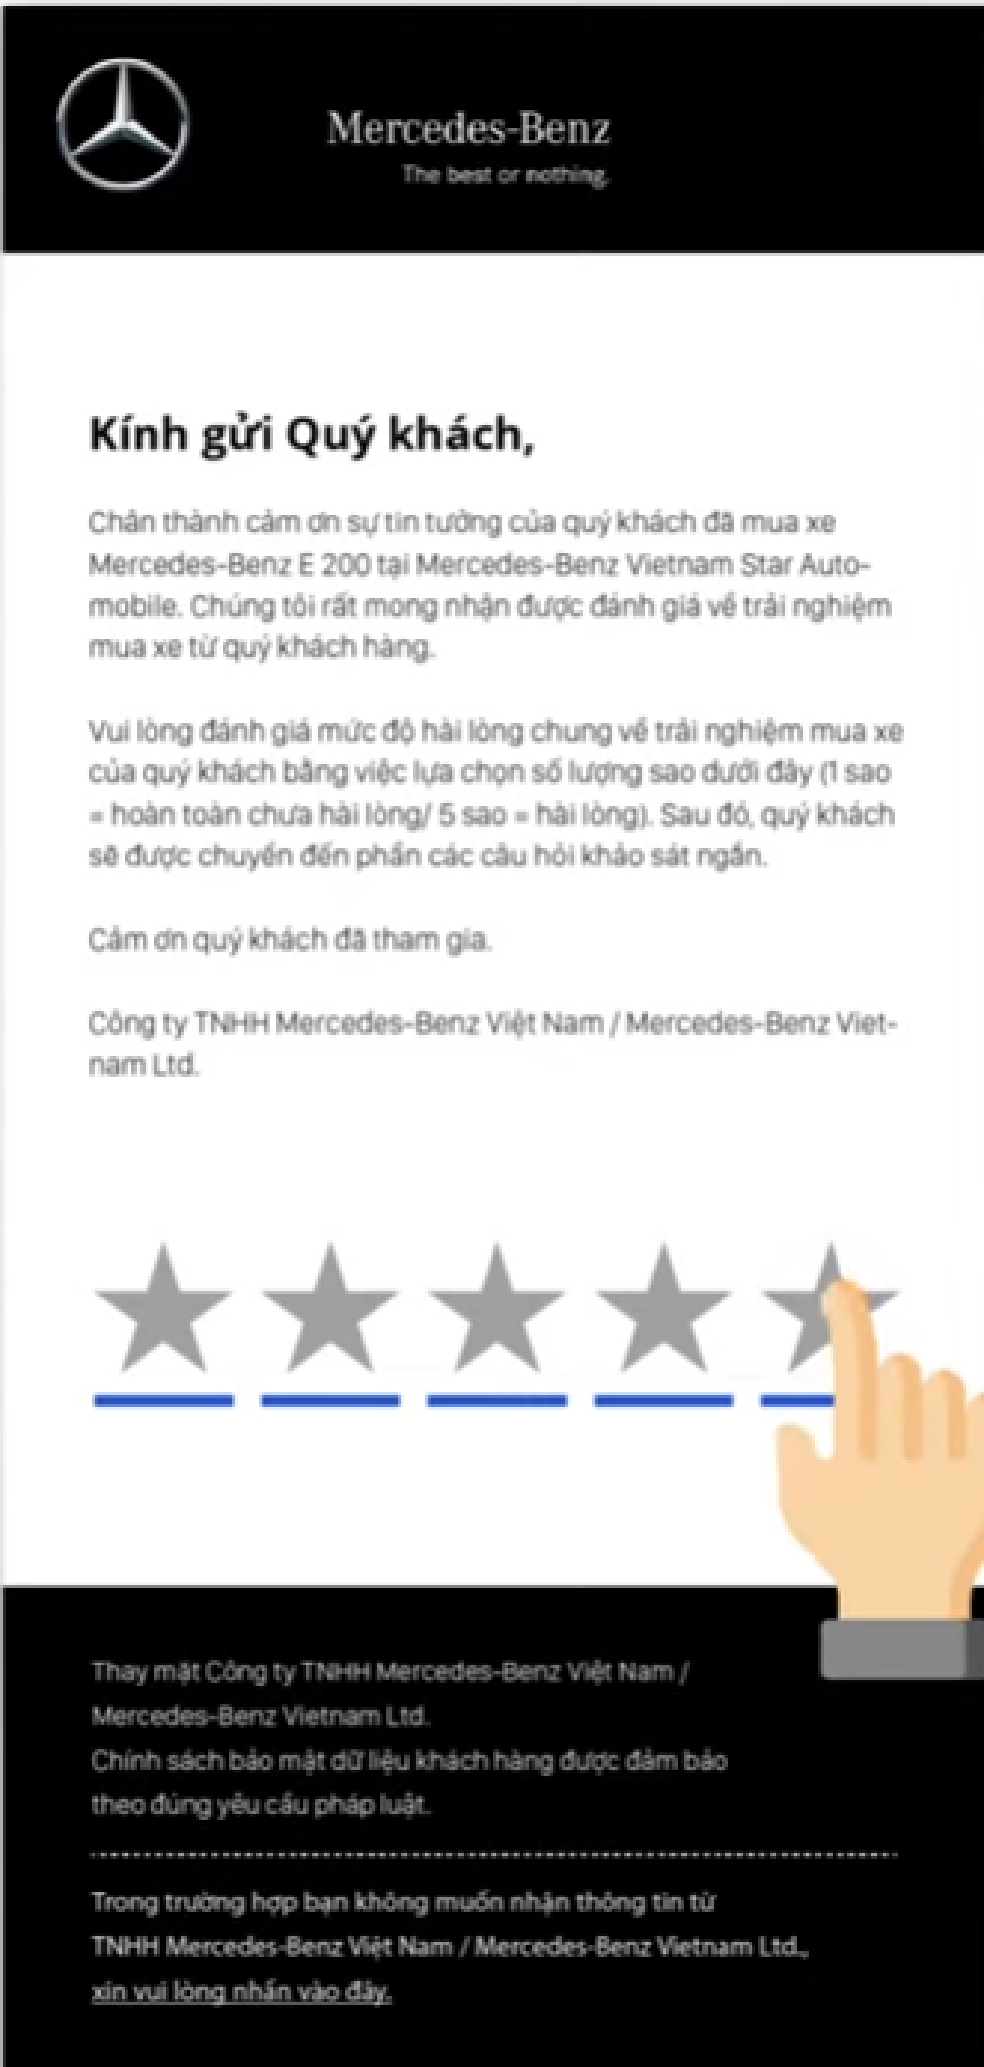 Mercedes-Benz
The best or nothing.
Kính gửi Quý khách,
Chân thành cảm ơn sự tin tưởng của quý khách đã mua xe
Mercedes-Benz E 200 tại Mercedes-Benz Vietnam Star Auto-
mobile. Chúng tôi rất mong nhận được đánh giá về trải nghiệm
mua xe từ quý khách hàng.
Vui lòng đánh giá mức độ hài lòng chung về trải nghiệm mua xe
của quý khách bằng việc lựa chọn số lượng sao dưới đây (1 sao
= hoàn toàn chưa hài lòng/ 5 sao = hài lòng). Sau đó, quý khách
sẽ được chuyển đến phần các câu hỏi khảo sát ngắn.
Cảm ơn quý khách đã tham gia.
Công ty TNHH Mercedes-Benz Việt Nam / Mercedes-Benz Viet-
nam Ltd.
Thay mặt Công ty TNHH Mercedes-Benz Việt Nam /
Mercedes-Benz Vietnam Ltd.
Chính sách bảo mật dữ liệu khách hàng được đảm bảo
theo đúng yêu cầu pháp luật.
Trong trường hợp bạn không muốn nhận thông tin từ
TNHH Mercedes-Benz Việt Nam / Mercedes-Benz Vietnam Ltd.,
xin vui lòng nhấn vào đây.